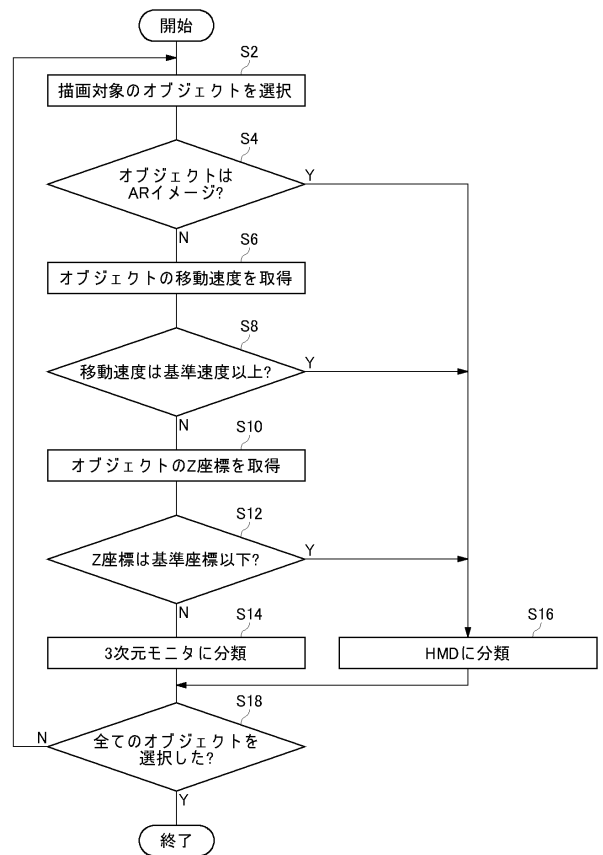 開始
S2
描画対象のオブジェクトを選択
S4
オブジェクトは
ARイメージ?
Y
N
S6
オブジェクトの移動速度を取得
S8
移動速度は基準速度以上?
Y
N
S10
オブジェクトのZ座標を取得
S12
Z座標は基準座標以下?
Y
N
S14
3次元モニタに分類
S16
HMDに分類
S18
全てのオブジェクトを
選択した?
N
Y
終了